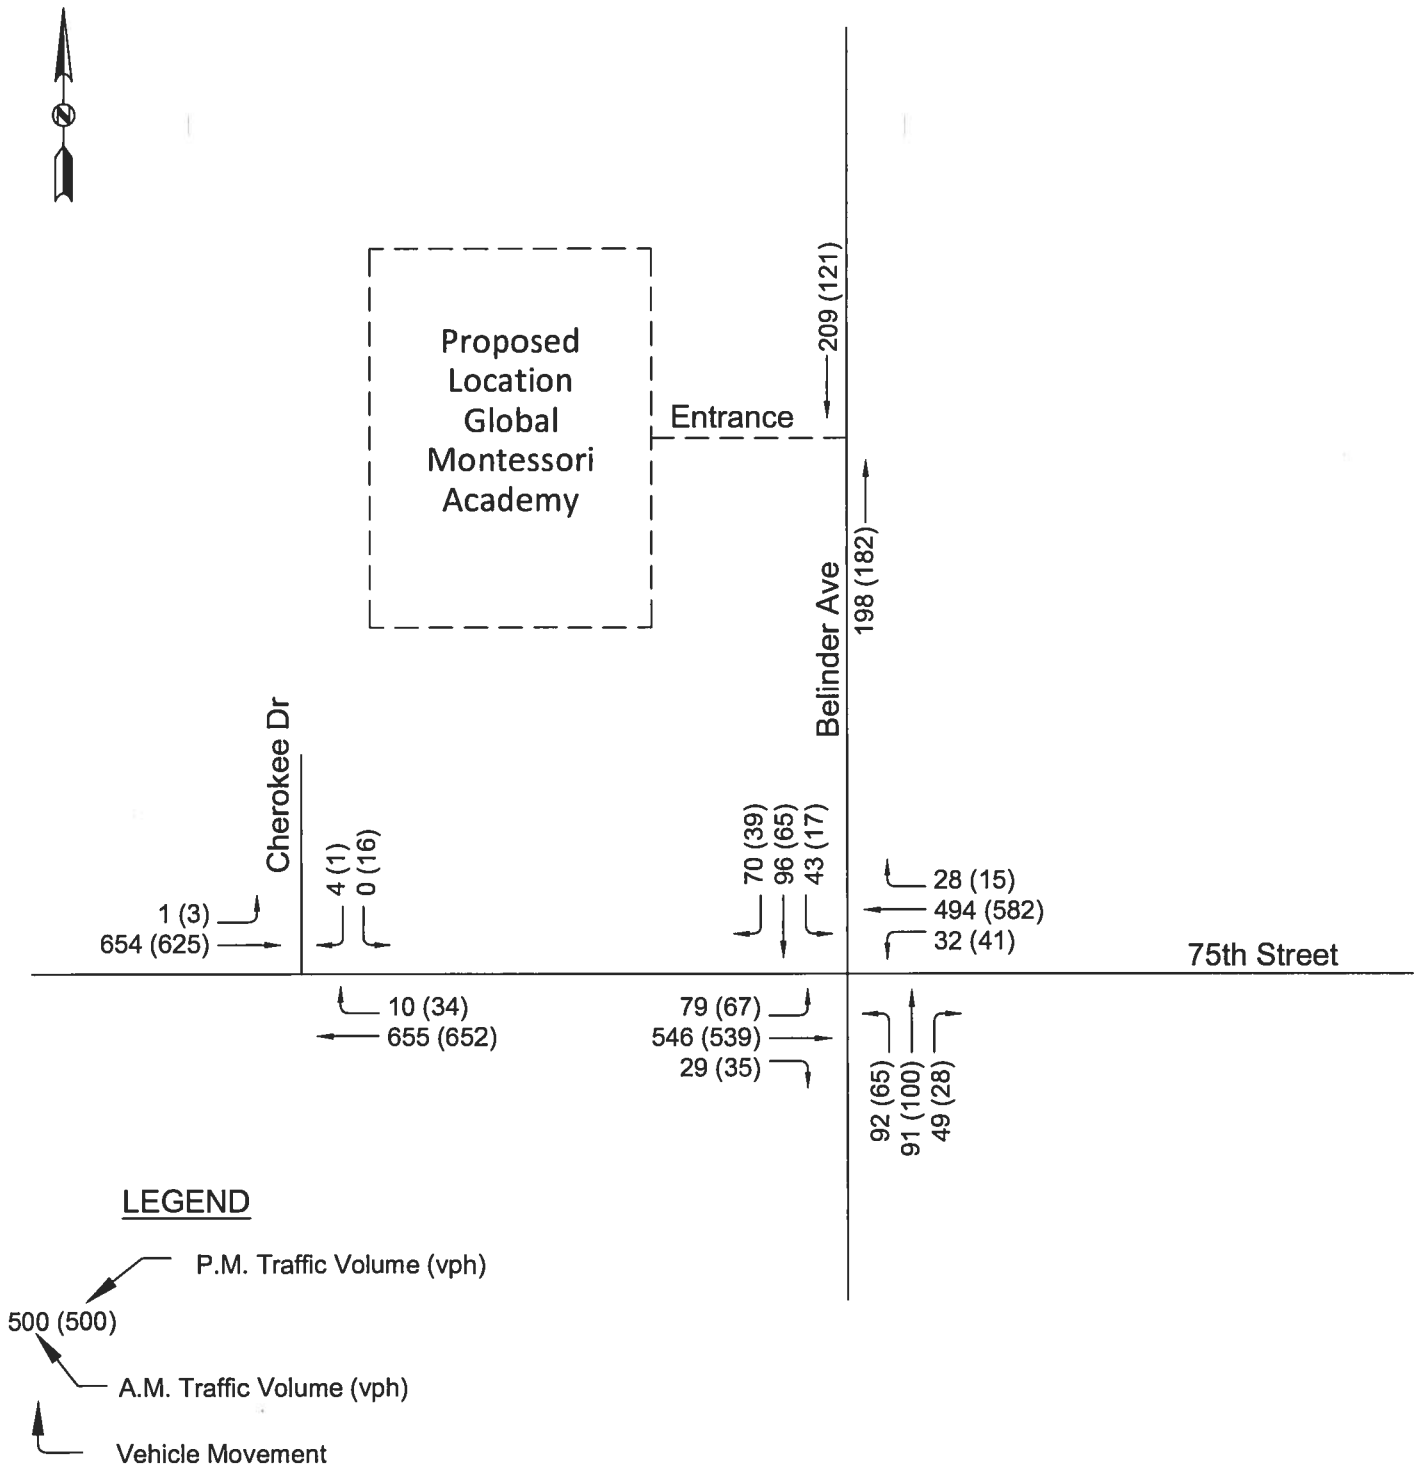 N
209 (121)
Proposed
Location
Global
Montessori
Academy
Entrance
198 (182)
Belinder Ave
Cherokee Dr
4 (1)
0 (16)
1 (3)
654 (625)
70 (39)
96 (65)
43 (17)
28 (15)
494 (582)
32 (41)
75th Street
10 (34)
655 (652)
79 (67)
546 (539)
29 (35)
92 (65)
91 (100)
49 (28)
LEGEND
P.M. Traffic Volume (vph)
500 (500)
A.M. Traffic Volume (vph)
Vehicle Movement